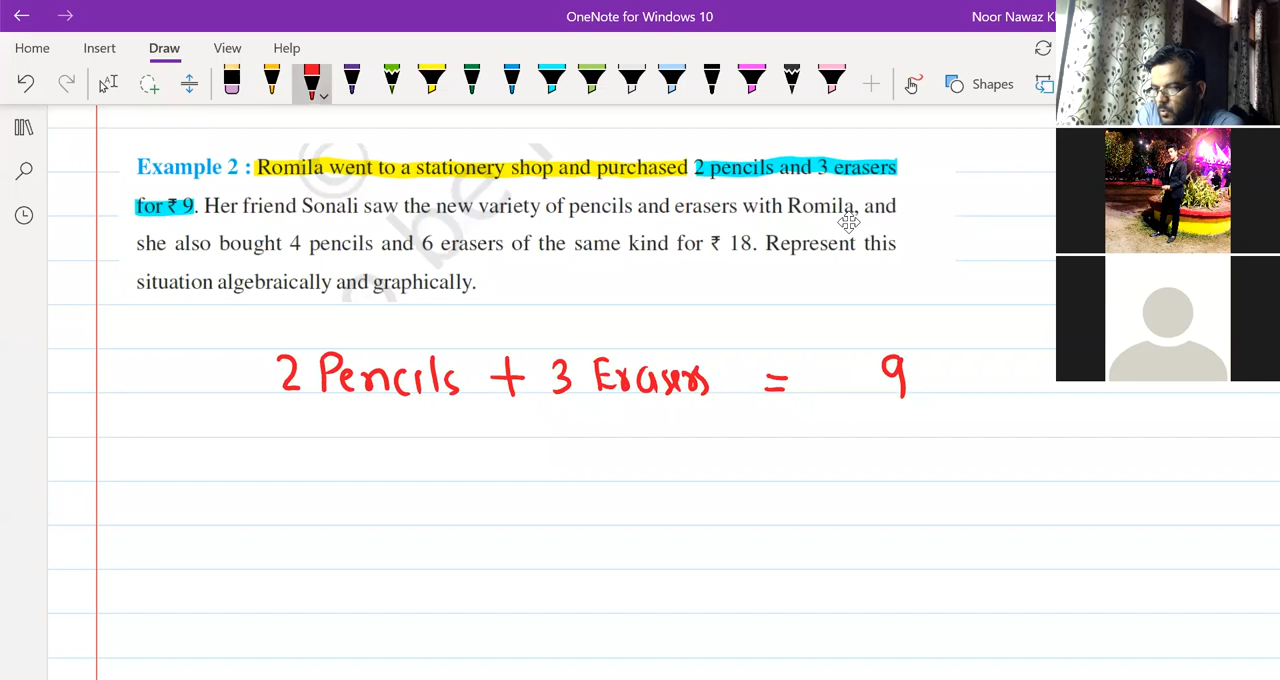 OneNote for Windows 10
Noor Nawaz
Home Insert Draw View Help
Shapes
Example 2 : Romila went to a stationery shop and purchased 2 pencils and 3 erasers
for ₹ 9. Her friend Sonali saw the new variety of pencils and erasers with Romila, and
she also bought 4 pencils and 6 erasers of the same kind for ₹ 18. Represent this
situation algebraically and graphically.
2 Pencils + 3 Erasers = 9